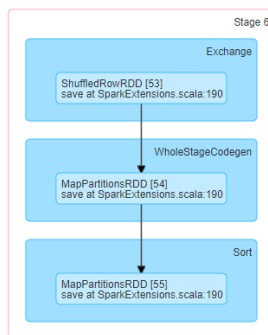 Stage 6
Exchange
ShuffledRowRDD [53]
save at SparkExtensions.scala:190
WholeStageCodegen
MapPartitionsRDD [54]
save at SparkExtensions.scala:190
Sort
MapPartitionsRDD [55]
save at SparkExtensions.scala:190